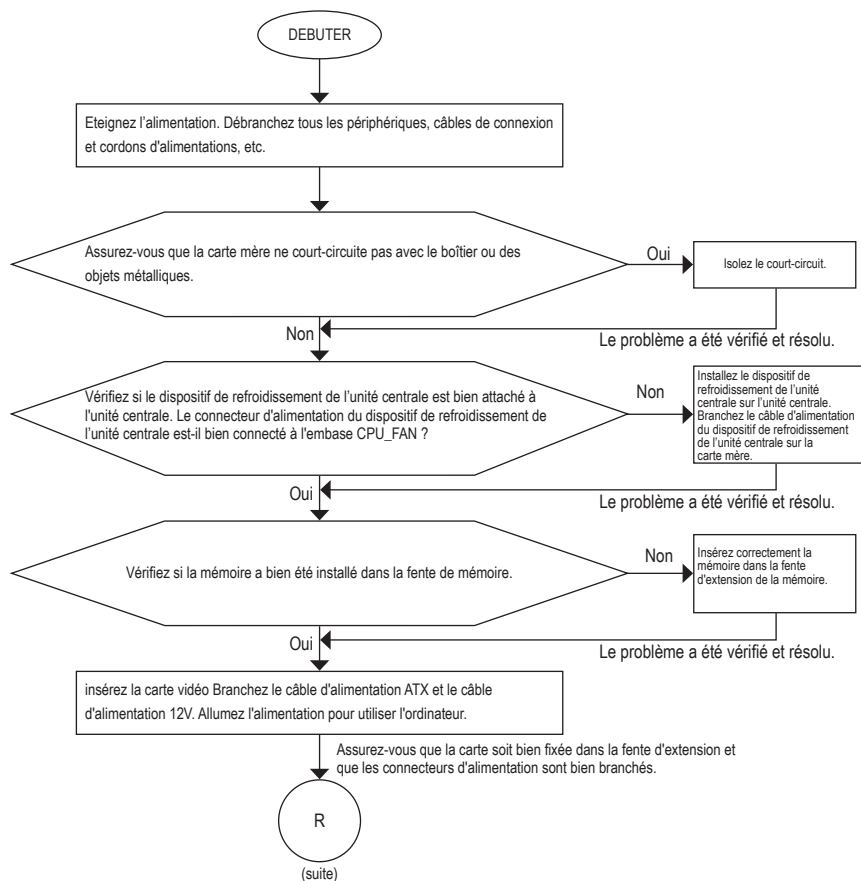 DEBUTER
Eteignez l'alimentation. Débranchez tous les périphériques, câbles de connexion
et cordons d'alimentations, etc.
Assurez-vous que la carte mère ne court-circuite pas avec le boîtier ou des
objets métalliques.
Oui
Isolez le court-circuit.
Non
Le problème a été vérifié et résolu.
Vérifiez si le dispositif de refroidissement de l'unité centrale est bien attaché à
l'unité centrale. Le connecteur d'alimentation du dispositif de refroidissement de
l'unité centrale est-il bien connecté à l'embase CPU_FAN ?
Non
Installez le dispositif de
refroidissement de l'unité
centrale sur l'unité centrale.
Branchez le câble d'alimentation
du dispositif de refroidissement
de l'unité centrale sur la
carte mère.
Oui
Le problème a été vérifié et résolu.
Vérifiez si la mémoire a bien été installé dans la fente de mémoire.
Non
Insérez correctement la
mémoire dans la fente
d'extension de la mémoire.
Oui
Le problème a été vérifié et résolu.
insérez la carte vidéo Branchez le câble d'alimentation ATX et le câble
d'alimentation 12V. Allumez l'alimentation pour utiliser l'ordinateur.
Assurez-vous que la carte soit bien fixée dans la fente d'extension et
que les connecteurs d'alimentation sont bien branchés.
R
(suite)